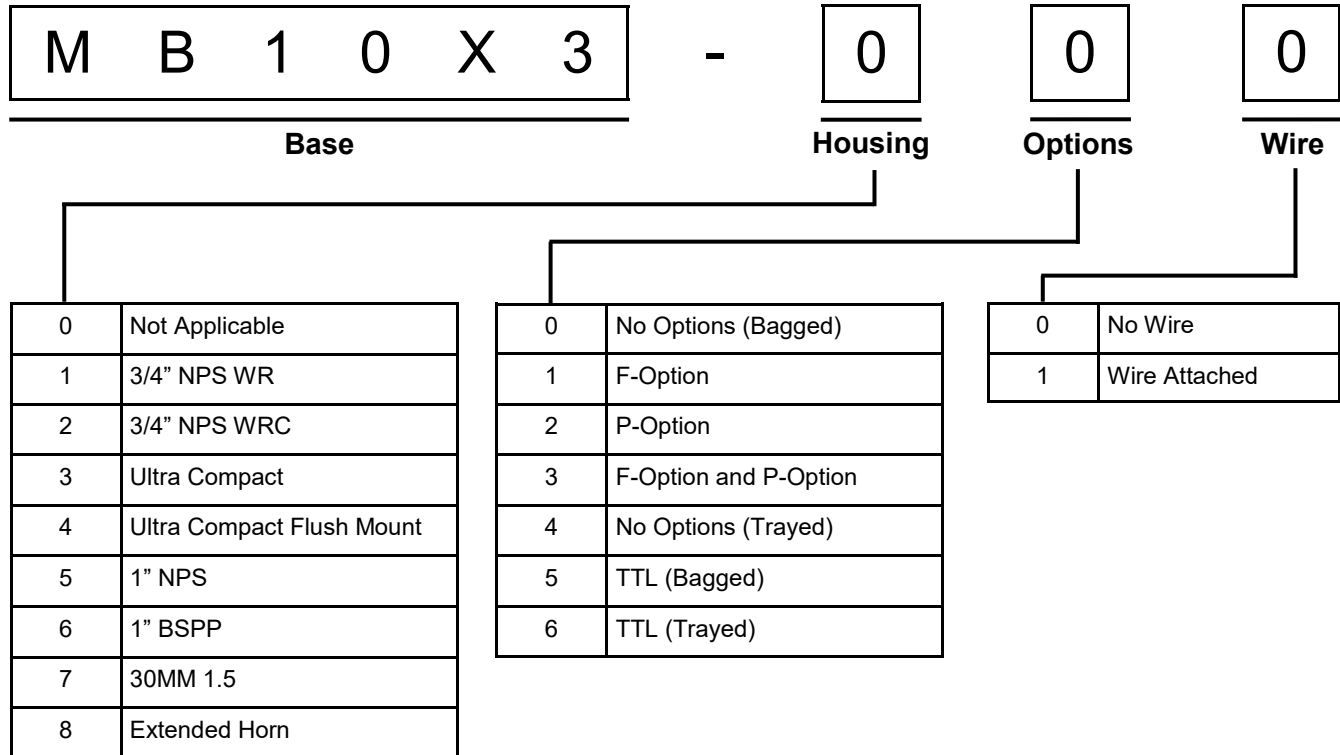 M B 1 0 X 3 - 0 0 0
Base Housing Options Wire
0 Not Applicable
1 3/4” NPS WR
2 3/4” NPS WRC
3 Ultra Compact
4 Ultra Compact Flush Mount
5 1” NPS
6 1” BSPP
7 30MM 1.5
8 Extended Horn
0 No Options (Bagged)
1 F-Option
2 P-Option
3 F-Option and P-Option
4 No Options (Trayed)
5 TTL (Bagged)
6 TTL (Trayed)
0 No Wire
1 Wire Attached